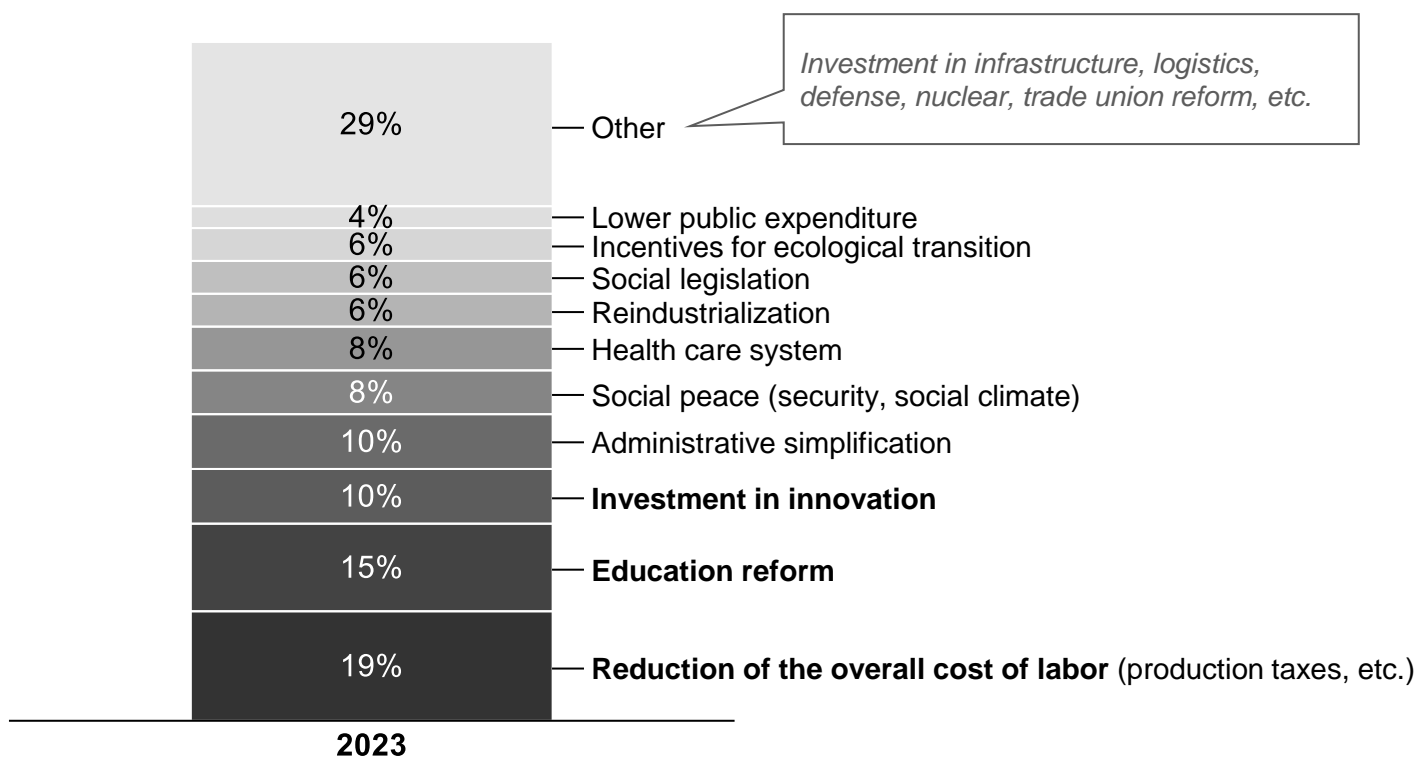 Investment in infrastructure, logistics,
defense, nuclear, trade union reform, etc.
29% Other
4% Lower public expenditure
6% Incentives for ecological transition
6% Social legislation
6% Reindustrialization
8% Health care system
8% Social peace (security, social climate)
10% Administrative simplification
10% Investment in innovation
15% Education reform
19% Reduction of the overall cost of labor (production taxes, etc.)
2023